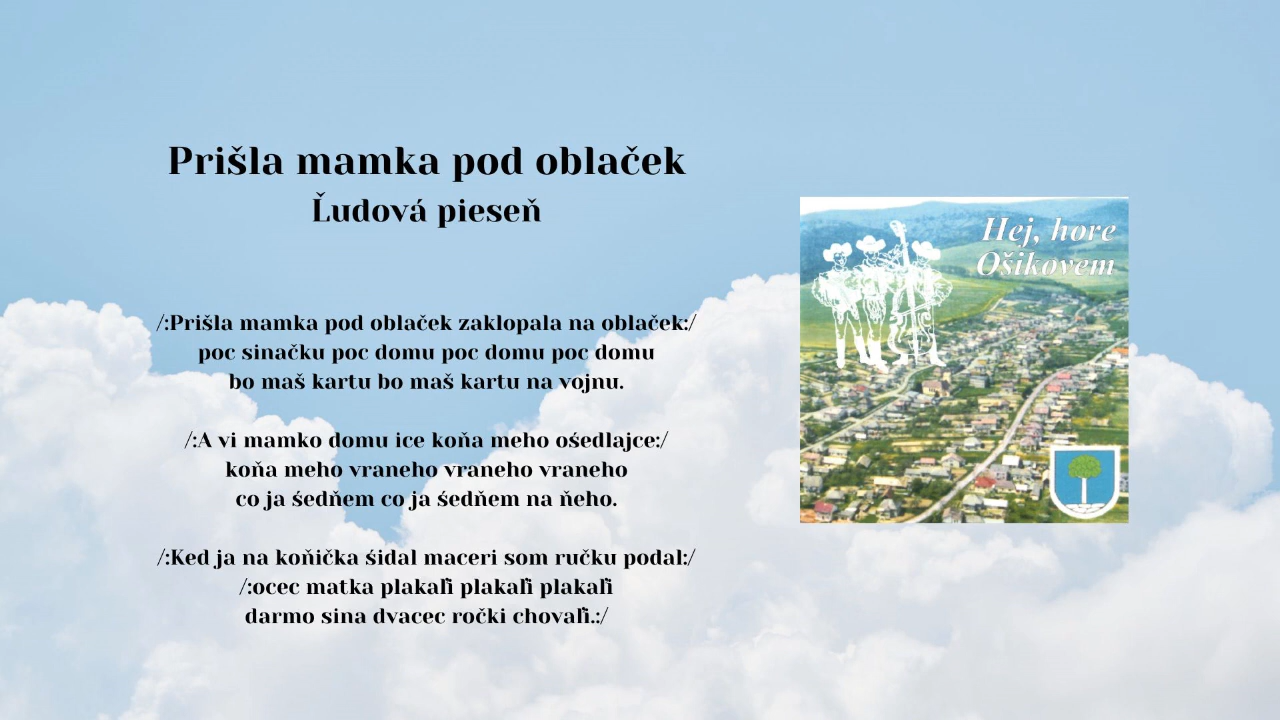 Prišla mamka pod oblaček
Ľudová pieseň
/:Prišla mamka pod oblaček zaklopala na oblaček:/
poc sinačku poc domu poc domu poc domu
bo maš kartu bo maš kartu na vojnu.
/:A vi mamko domu ice koňa meho ośedlajce:/
koňa meho vraneho vraneho vraneho
co ja śedňem co ja śedňem na ňeho.
/:Ked ja na koňička śidal maceri som ručku podal:/
/:ocec matka plakaľi plakaľi plakaľi
darmo sina dvacec ročki chovaľi.:/
Hej, hore
Ošikovem